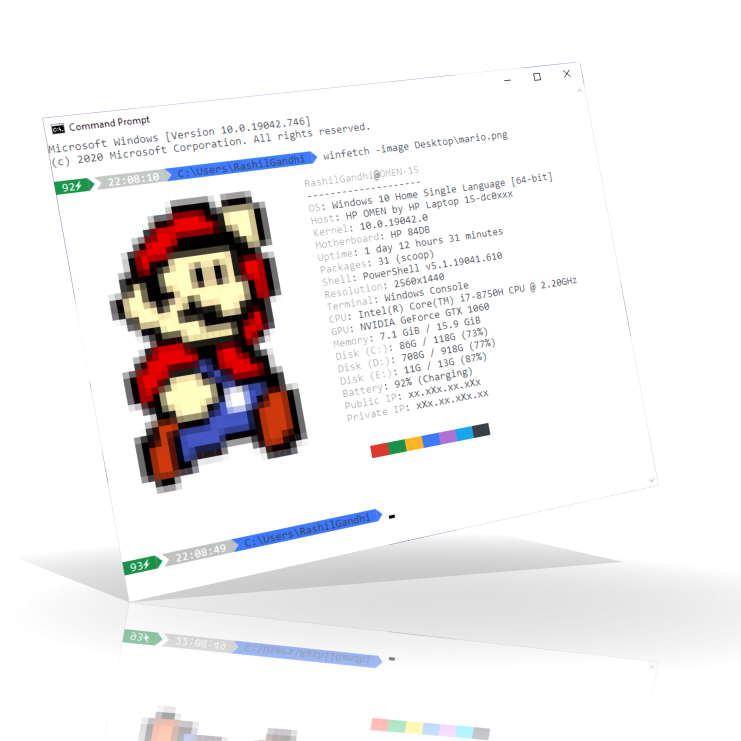 Command Prompt
Microsoft Windows [Version 10.0.19042.746]
(c) 2020 Microsoft Corporation. All rights reserved.
92⚡ 22:08:10 C:\Users\RashilGandhi winfetch -image Desktop\mario.png
RashilGandhi@OMEN-15
--------------------
OS: Windows 10 Home Single Language [64-bit]
Host: HP OMEN by HP Laptop 15-dc0xxx
Kernel: 10.0.19042.0
Motherboard: HP 84DB
Uptime: 1 day 12 hours 31 minutes
Packages: 31 (scoop)
Shell: PowerShell v5.1.19041.610
Resolution: 2560x1440
Terminal: Windows Console
CPU: Intel(R) Core(TM) i7-8750H CPU @ 2.20GHz
GPU: NVIDIA GeForce GTX 1060
Memory: 7.1 GiB / 15.9 GiB
Disk (C:): 86G / 118G (73%)
Disk (D:): 708G / 918G (77%)
Disk (E:): 11G / 13G (87%)
Battery: 92% (Charging)
Public IP: xx.xXx.xx.xXx
Private IP: xXx.xx.xXx.xx
93⚡ 22:08:49 C:\Users\RashilGandhi